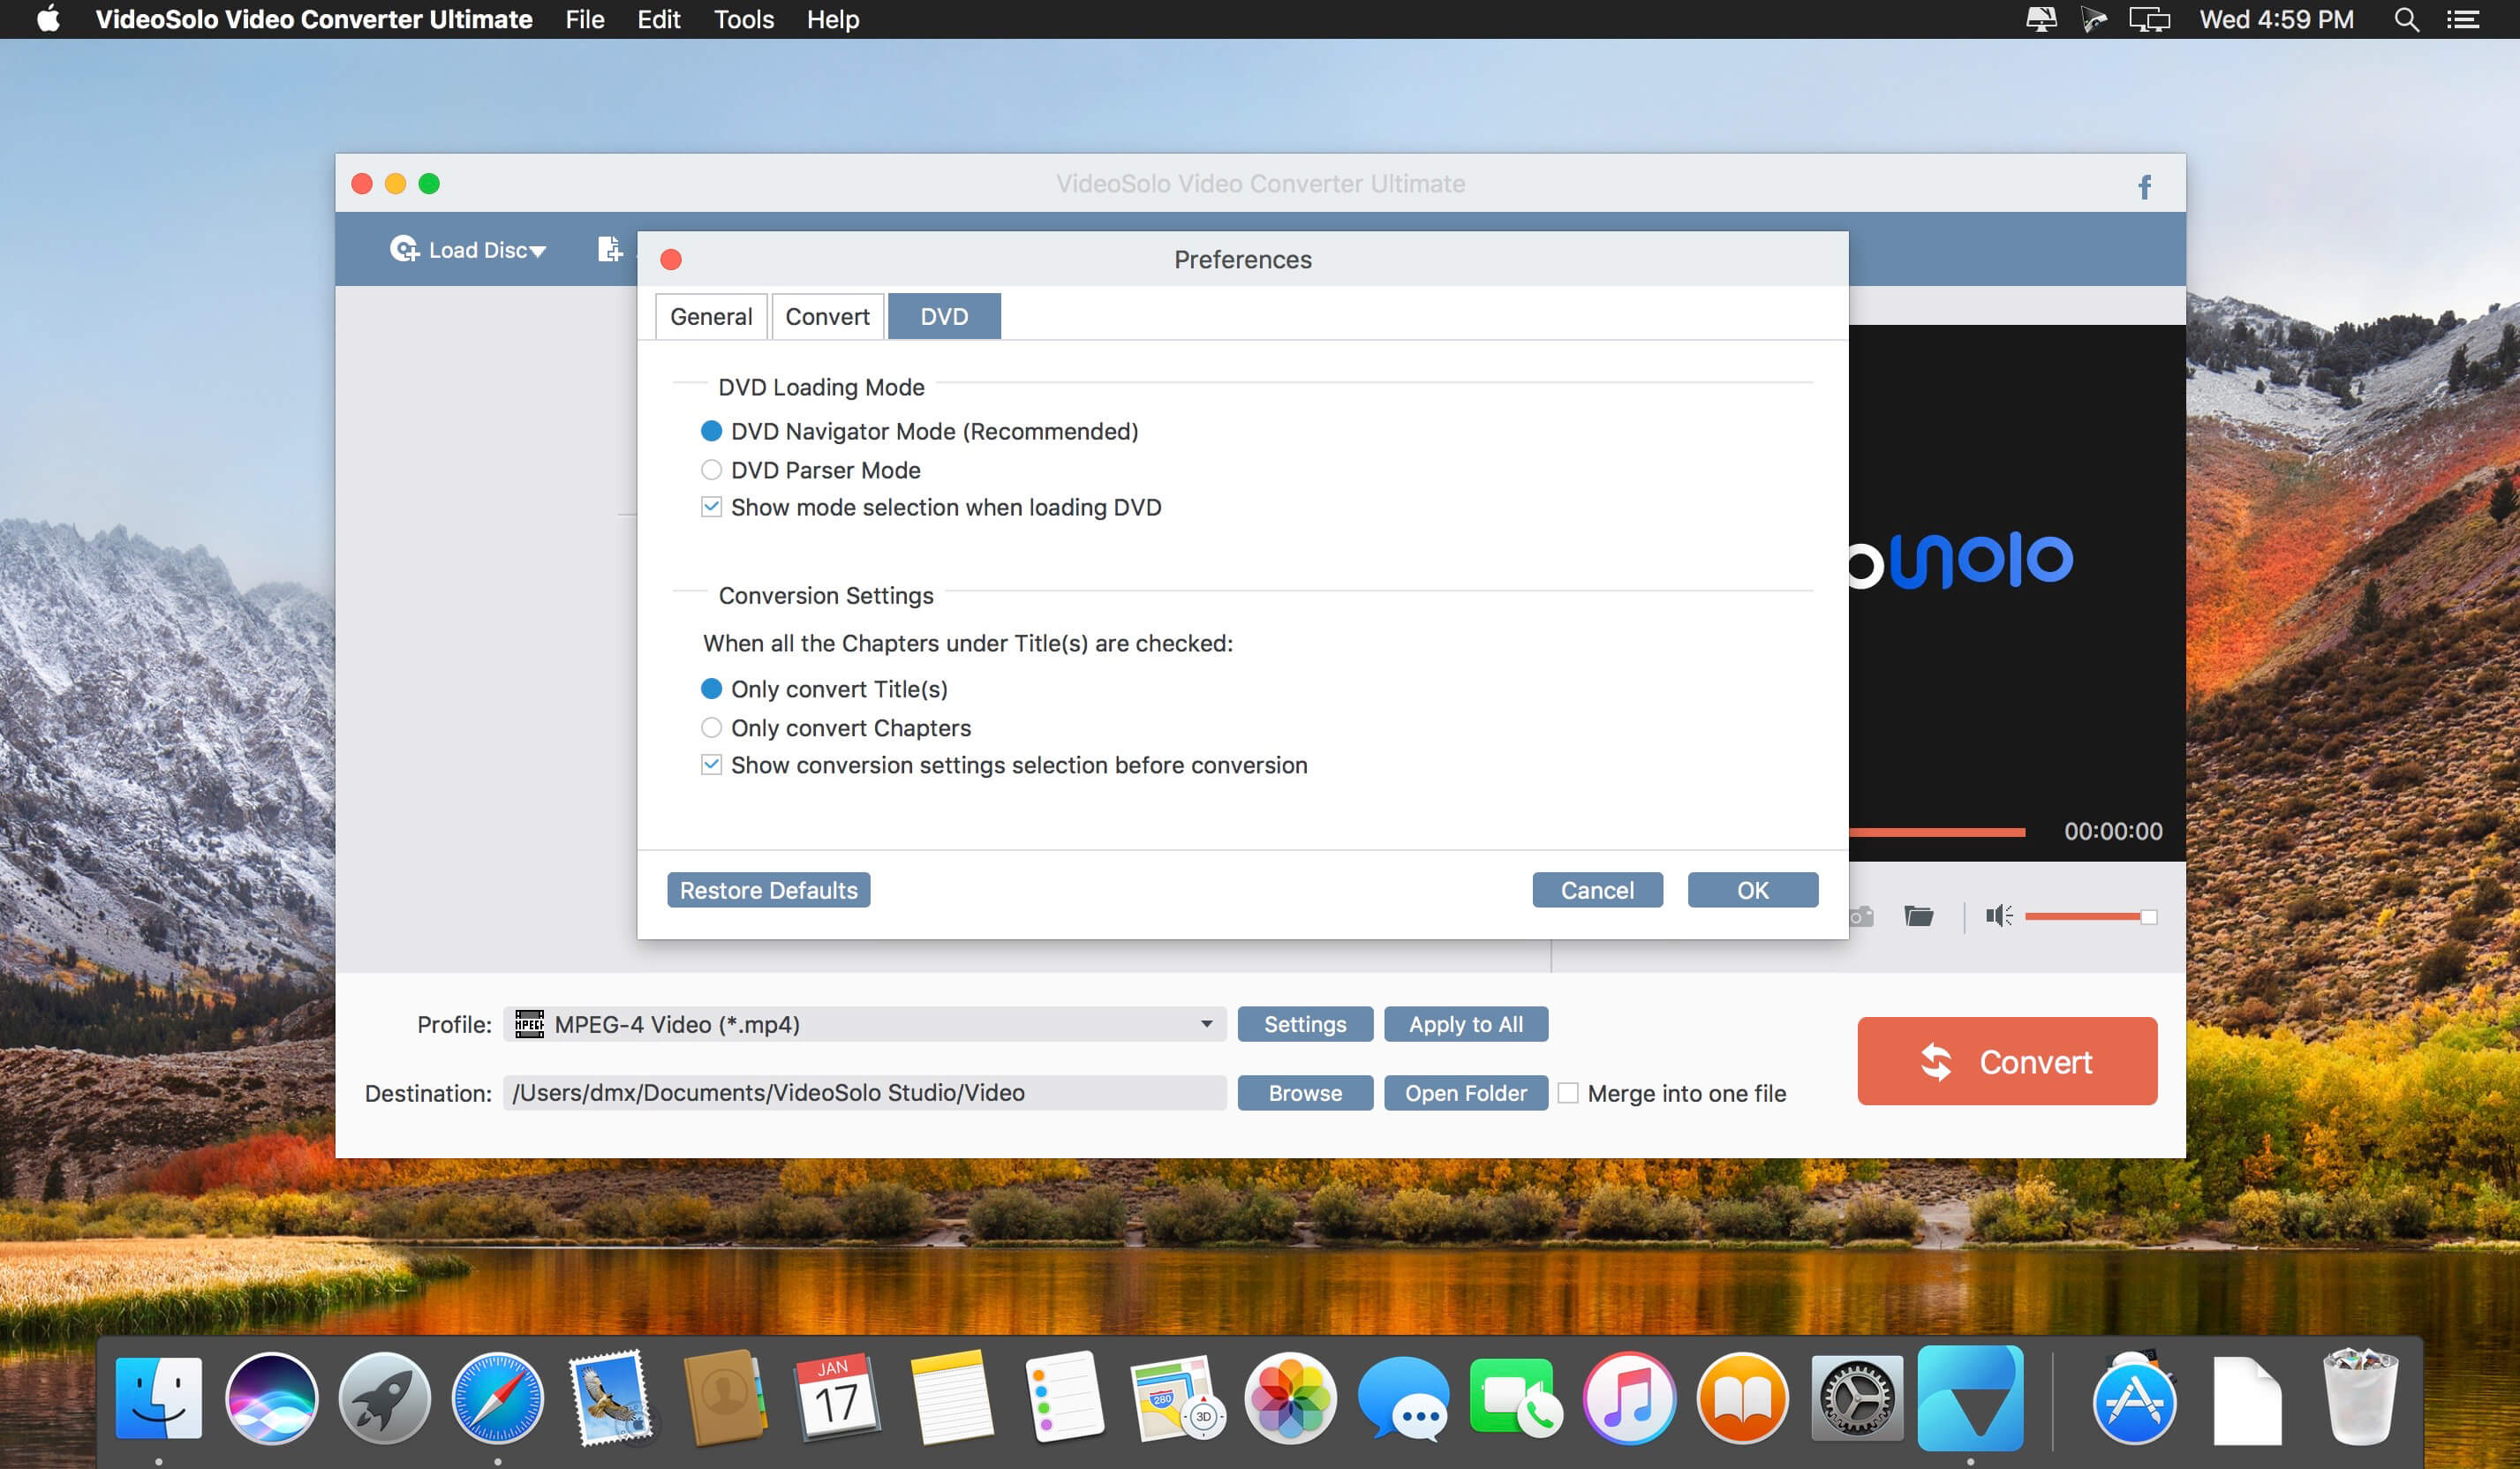 VideoSolo Video Converter Ultimate File Edit Tools Help Wed 4:59 PM
VideoSolo Video Converter Ultimate
f
Load Disc
Preferences
General Convert DVD
DVD Loading Mode
DVD Navigator Mode (Recommended)
DVD Parser Mode
Show mode selection when loading DVD
Conversion Settings
When all the Chapters under Title(s) are checked:
Only convert Title(s)
Only convert Chapters
Show conversion settings selection before conversion
Restore Defaults Cancel OK
oSolo
00:00:00
Profile: MPEG MPEG-4 Video (*.mp4) Settings Apply to All
Convert
Destination: /Users/dmx/Documents/VideoSolo Studio/Video Browse Open Folder Merge into one file
JAN
17
280
3D